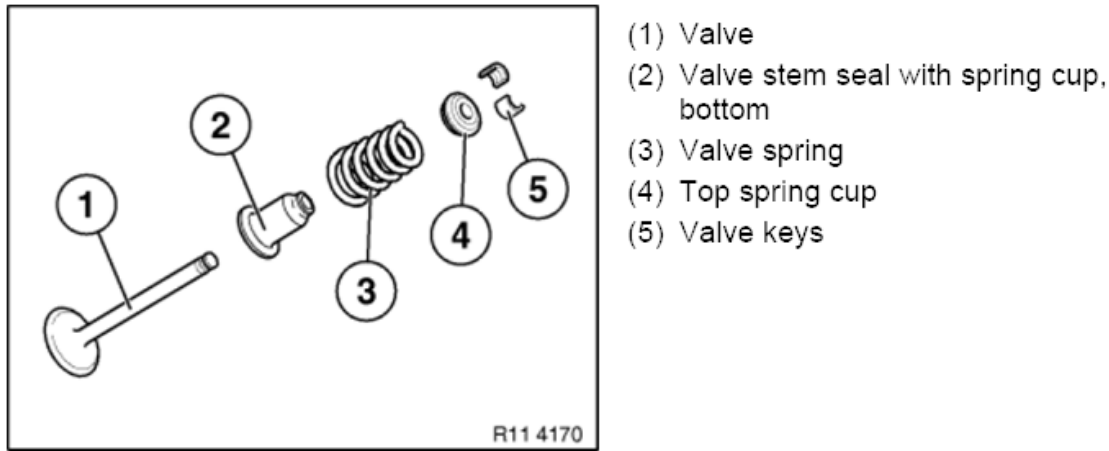 1
2
3
4
5
R11 4170
(1) Valve
(2) Valve stem seal with spring cup,
bottom
(3) Valve spring
(4) Top spring cup
(5) Valve keys